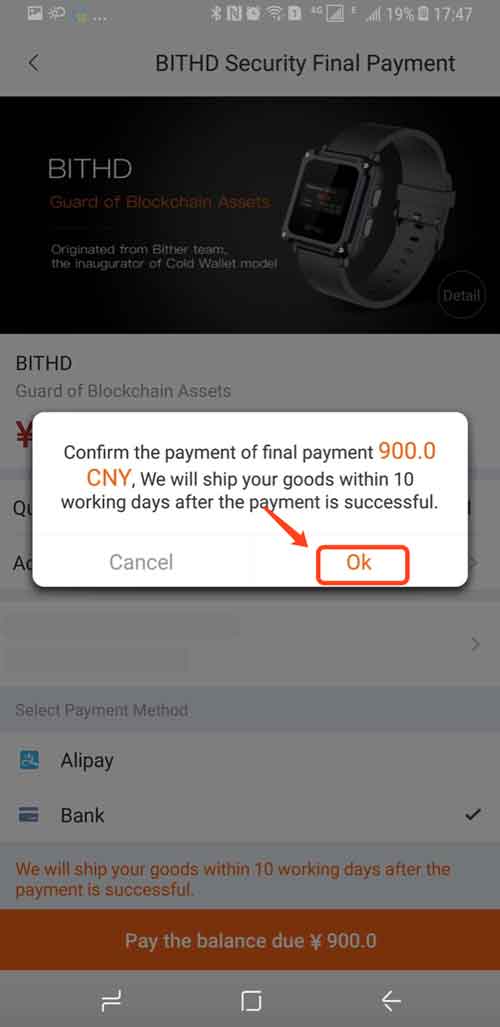 4G E 19% 17:47
BITHD Security Final Payment
BITHD
Guard of Blockchain Assets
Originated from Bither team,
the inaugurator of Cold Wallet model
Detail
BITHD
Guard of Blockchain Assets
¥
Confirm the payment of final payment 900.0
CNY, We will ship your goods within 10
working days after the payment is successful.
Cancel
Ok
Select Payment Method
Alipay
Bank
We will ship your goods within 10 working days after the
payment is successful.
Pay the balance due ¥ 900.0